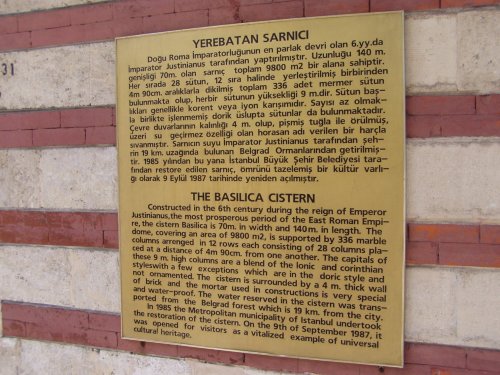 31
YEREBATAN SARNICI
Doğu Roma İmparatorluğunun en parlak devri olan 6.yy.da
İmparator Justinianus tarafından yaptırılmıştır. Uzunluğu 140 m.
genişliği 70m. olan sarnıç toplam 9800 m2 bir alana sahiptir.
Her sırada 28 sütun, 12 sıra halinde yerleştirilmiş birbirinden
4m 90cm. aralıklarla dikilmiş toplam 336 adet mermer sütun
bulunmakta olup, herbir sütunun yüksekliği 9 m.dir. Sütun baş-
lıkları genellikle korent veya iyon karışımıdır. Sayısı az olmak-
la birlikte işlenmemiş dorik üslupta sütunlar da bulunmaktadır.
Çevre duvarlarının kalınlığı 4 m. olup, pişmiş tuğla ile örülmüş,
üzeri su geçirmez özelliği olan horasan adı verilen bir harçla
sıvanmıştır. Sarnıcın suyu İmparator Justinianus tarafından şeh-
rin 19 km. uzağında bulunan Belgrad Ormanlarından getirilmiş-
tir. 1985 yılından bu yana İstanbul Büyük Şehir Belediyesi tara-
fından restore edilen sarnıç, ömrünü tazelemiş bir kültür varlı-
ğı olarak 9 Eylül 1987 tarihinde yeniden açılmıştır.
THE BASILICA CISTERN
Constructed in the 6th century during the reign of Emperor
Justinianus,the most prosperous period of the East Roman Empi-
re, the cistern Basilica is 70m. in width and 140m. in length. The
dome, covering an area of 9800 m2, is supported by 336 marble
columns arranged in 12 rows each consisting of 28 columns pla-
ced at a distance of 4m 90cm. from one another. The capitals of
these 9 m. high columns are a blend of the Ionic and corinthian
styleswith a few exceptions which are in the doric style and
not ornamented. The cistern is surrounded by a 4 m. thick wall
of brick and the mortar used in constructions is very special
and water-proof. The water reserved in the cistern was trans-
ported from the Belgrad forest which is 19 km. from the city.
In 1985 the Metropolitan municipality of Istanbul undertook
the restoration of the cistern. On the 9th of September 1987, it
was opened for visitors as a vitalized example of universal
cultural heritage.